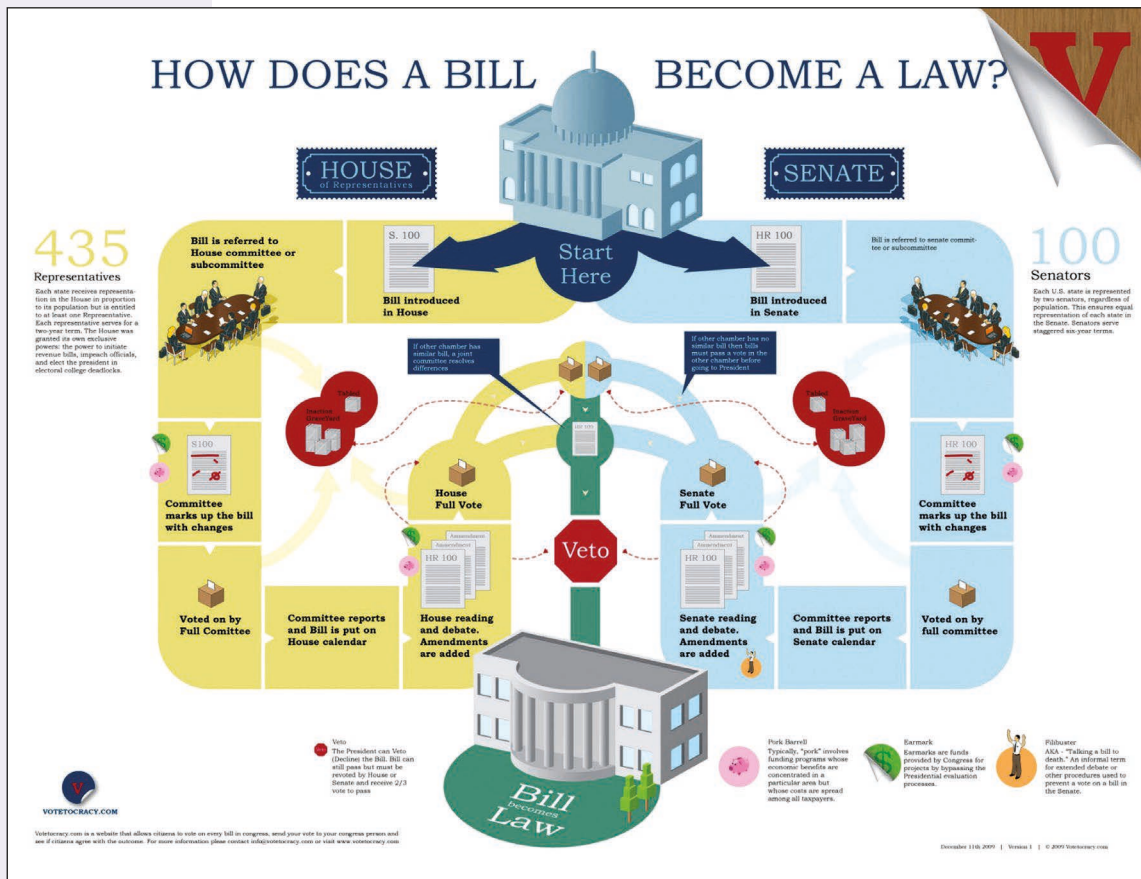 HOW DOES A BILL BECOME A LAW?
V
HOUSE
of Representatives
SENATE
435
Representatives
Each state receives representa-
tion in the House in proportion
to its population but is entitled
to at least one Representative.
Each representative serves for a
two-year term. The House was
granted its own exclusive
powers: the power to initiate
revenue bills, impeach officials,
and elect the president in
electoral college deadlocks.
Bill is referred to
House committee or
subcommittee
S. 100
Bill introduced
in House
Start
Here
HR 100
Bill introduced
in Senate
Bill is referred to senate commit-
tee or subcommittee
100
Senators
Each U.S. state is represented
by two senators, regardless of
population. This ensures equal
representation of each state in
the Senate. Senators serve
staggered six-year terms.
If other chamber has
similar bill, a joint
committee resolves
differences
If other chamber has no
similar bill then bills
must pass a vote in the
other chamber before
going to President
Tabled
Inactive
GraveYard
Tabled
Inactive
GraveYard
HR 100
S100
Committee
marks up the bill
with changes
House
Full Vote
Senate
Full Vote
HR 100
Committee
marks up the bill
with changes
Veto
Voted on by
Full Comittee
Committee reports
and Bill is put on
House calendar
Amendment
Amendment
HR 100
House reading
and debate.
Amendments
are added
Amendment
Amendment
HR 100
Senate reading
and debate.
Amendments
are added
Committee reports
and Bill is put on
Senate calendar
Voted on by
full committee
Veto
The President can Veto
(Decline) the Bill. Bill can
still pass but must be
revoted by House or
Senate and receive 2/3
vote to pass
Bill
becomes
Law
Pork Barrell
Typically, "pork" involves
funding programs whose
economic benefits are
concentrated in a
particular area but
whose costs are spread
among all taxpayers.
$
Earmark
Earmarks are funds
provided by Congress for
projects by bypassing the
Presidential evaluation
processes.
Filibuster
AKA - "Talking a bill to
death." An informal term
for extended debate or
other procedures used to
prevent a vote on a bill in
the Senate.
V
VOTETOCRACY.COM
Votetocracy.com is a website that allows citizens to vote on every bill in congress, send your vote to your congress person and
see if citizens agree with the outcome. For more information please contact info@votetocracy.com or visit www.votetocracy.com
December 11th 2009 | Version 1 | © 2009 Votetocracy.com